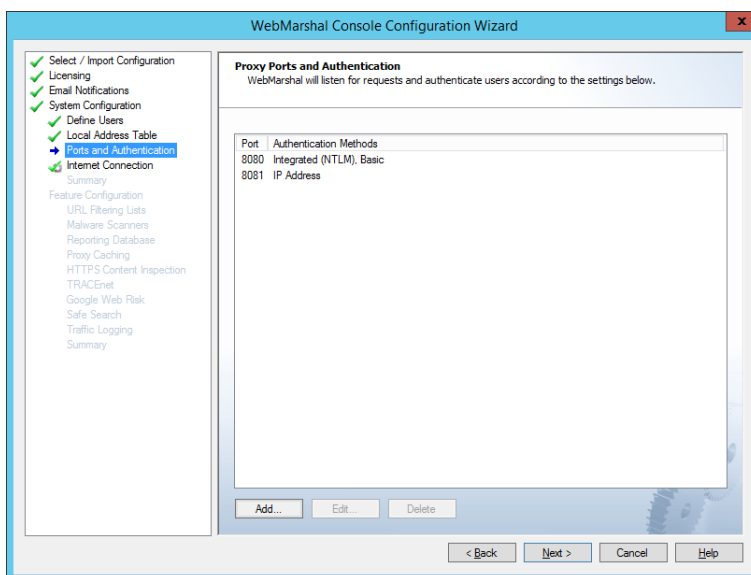 WebMarshal Console Configuration Wizard
x
Select / Import Configuration
Licensing
Email Notifications
System Configuration
Define Users
Local Address Table
Ports and Authentication
Internet Connection
Summary
Feature Configuration
URL Filtering Lists
Malware Scanners
Reporting Database
Proxy Caching
HTTPS Content Inspection
TRACEnet
Google Web Risk
Safe Search
Traffic Logging
Summary
Proxy Ports and Authentication
WebMarshal will listen for requests and authenticate users according to the settings below.
Port Authentication Methods
8080 Integrated (NTLM), Basic
8081 IP Address
Add... Edit... Delete
< Back Next > Cancel Help